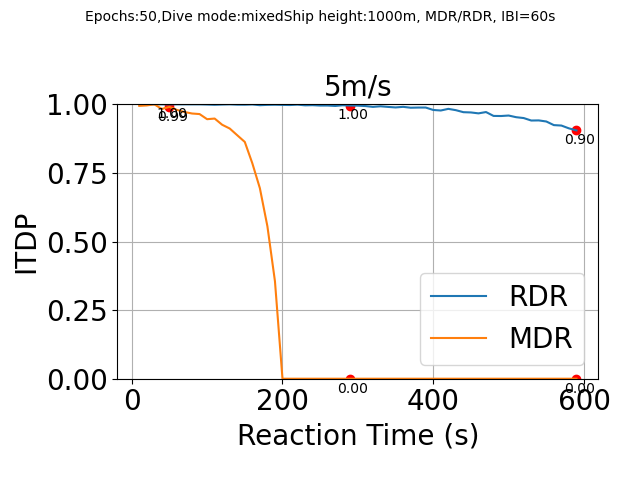 Epochs:50,Dive mode:mixedShip height:1000m, MDR/RDR, IBI=60s
5m/s
1.00
0.75
0.50
0.25
0.00
ITDP
0.99
1.00
0.90
0.00
0.00
RDR
MDR
0
200
400
600
Reaction Time (s)